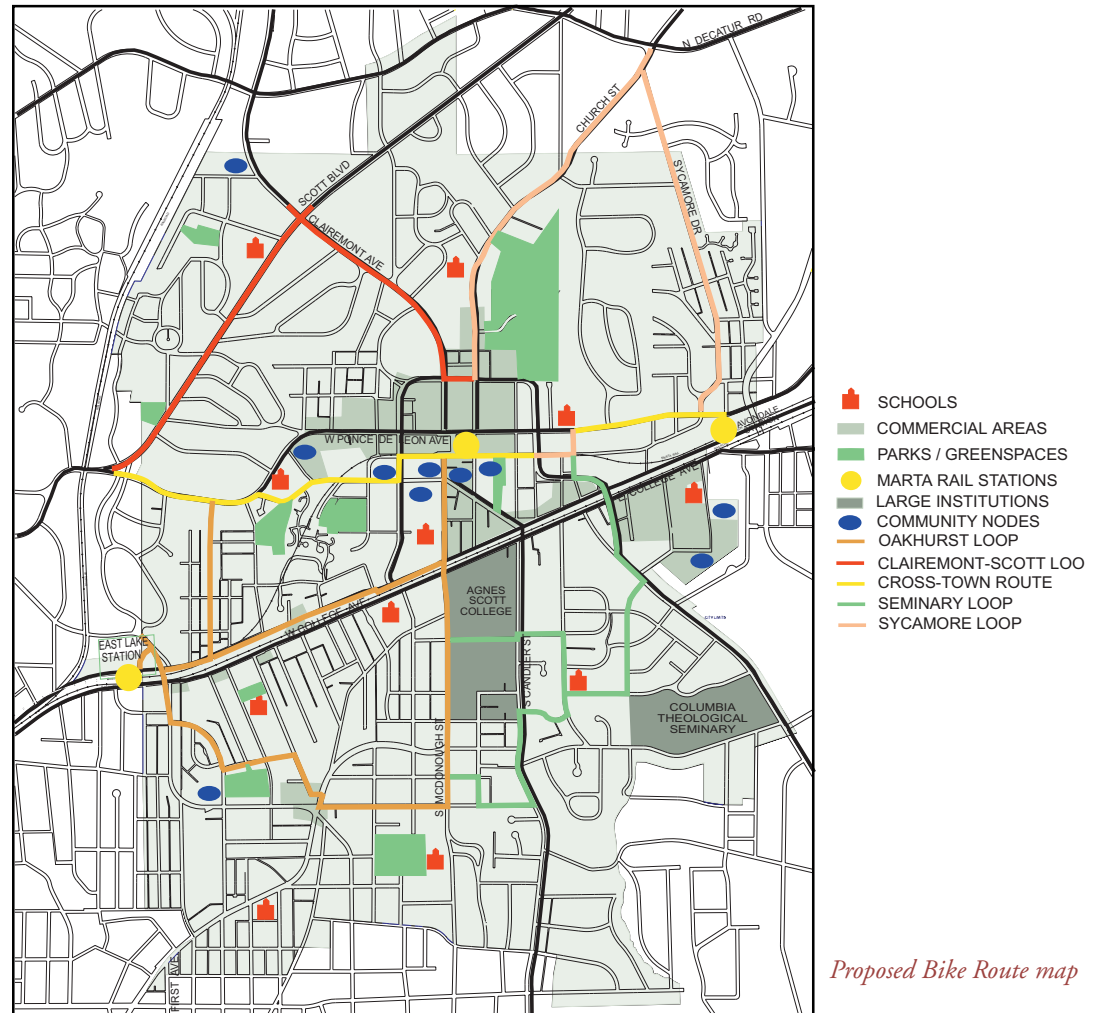 N DECATUR RD
CHURCH ST
SCOTT BLVD
SYCAMORE DR
CLAIREMONT AVE
W PONCE DE LEON AVE
AVONDALE
E COLLEGE AVE
AGNES
SCOTT
COLLEGE
W COLLEGE AVE
CITY LIMITS
EAST LAKE
STATION
S CANDLER ST
COLUMBIA
THEOLOGICAL
SEMINARY
S MCDONOUGH ST
FIRST AVE
SCHOOLS
COMMERCIAL AREAS
PARKS / GREENSPACES
MARTA RAIL STATIONS
LARGE INSTITUTIONS
COMMUNITY NODES
OAKHURST LOOP
CLAIREMONT-SCOTT LOO
CROSS-TOWN ROUTE
SEMINARY LOOP
SYCAMORE LOOP
Proposed Bike Route map